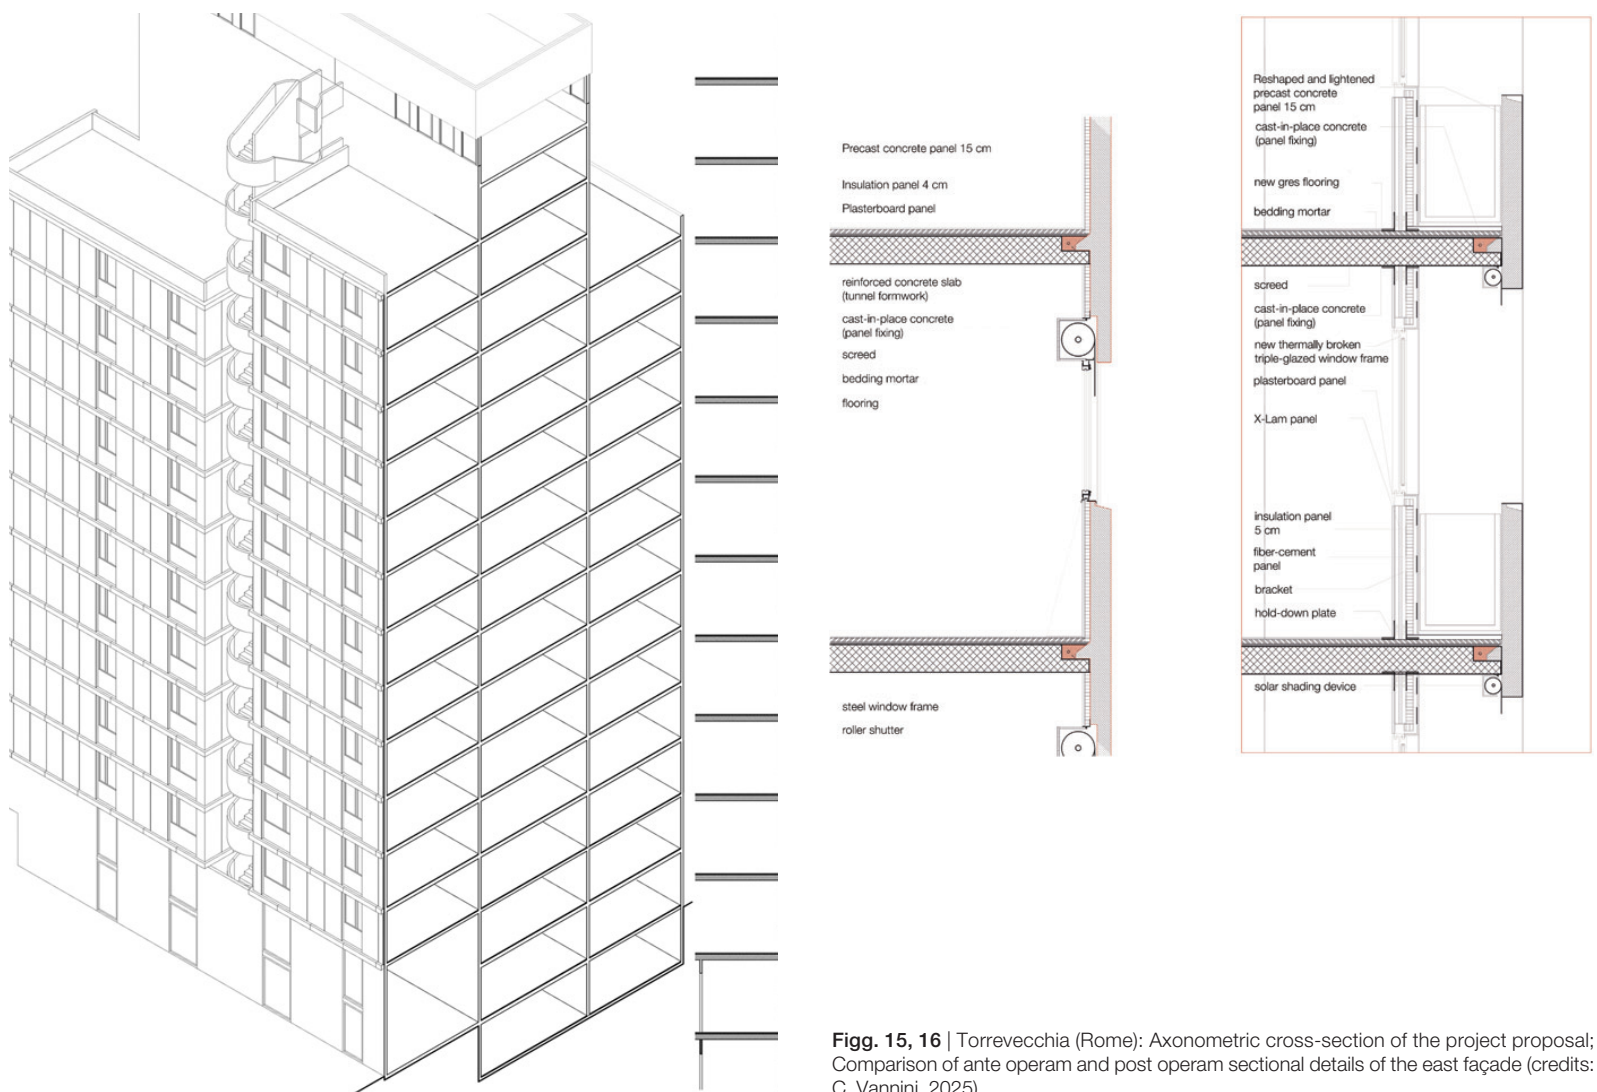 Precast concrete panel 15 cm
Insulation panel 4 cm
Plasterboard panel
reinforced concrete slab
(tunnel formwork)
cast-in-place concrete
(panel fixing)
screed
bedding mortar
flooring
steel window frame
roller shutter
Reshaped and lightened
precast concrete
panel 15 cm
cast-in-place concrete
(panel fixing)
new gres flooring
bedding mortar
screed
cast-in-place concrete
(panel fixing)
new thermally broken
triple-glazed window frame
plasterboard panel
X-Lam panel
insulation panel
5 cm
fiber-cement
panel
bracket
hold-down plate
solar shading device
Figg. 15, 16 | Torrevecchia (Rome): Axonometric cross-section of the project proposal;
Comparison of ante operam and post operam sectional details of the east façade (credits:
C. Vannini, 2025)